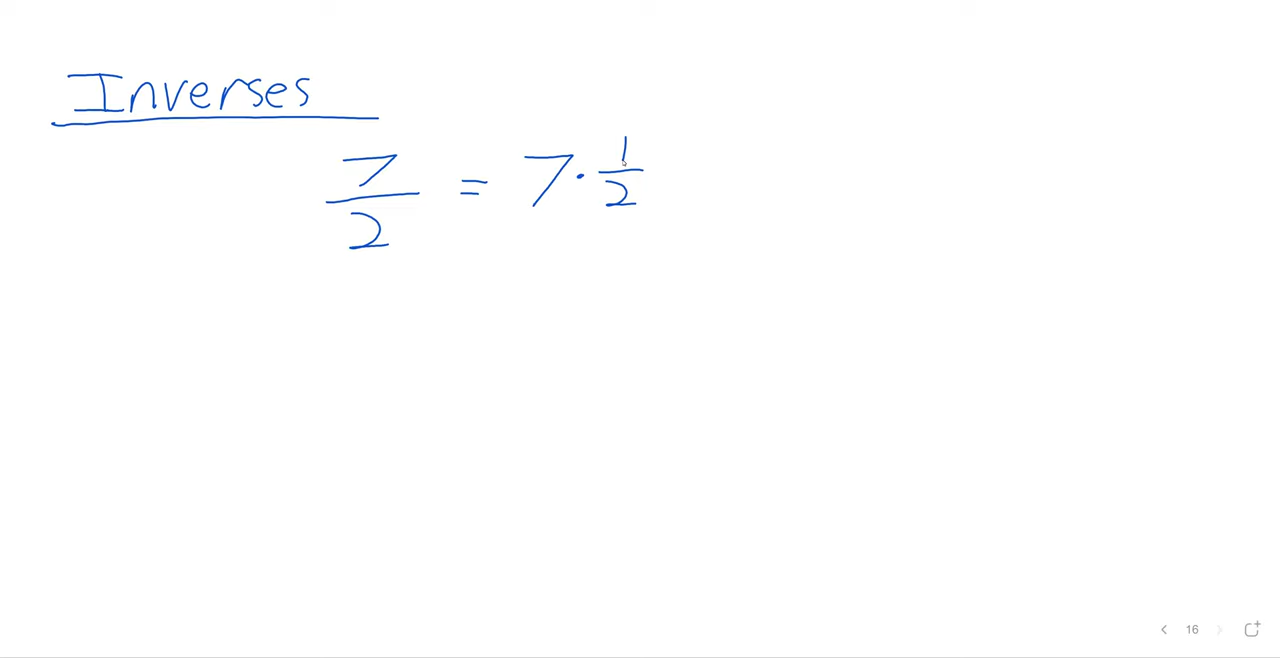 Inverses
7/2 = 7 · 1/2
16